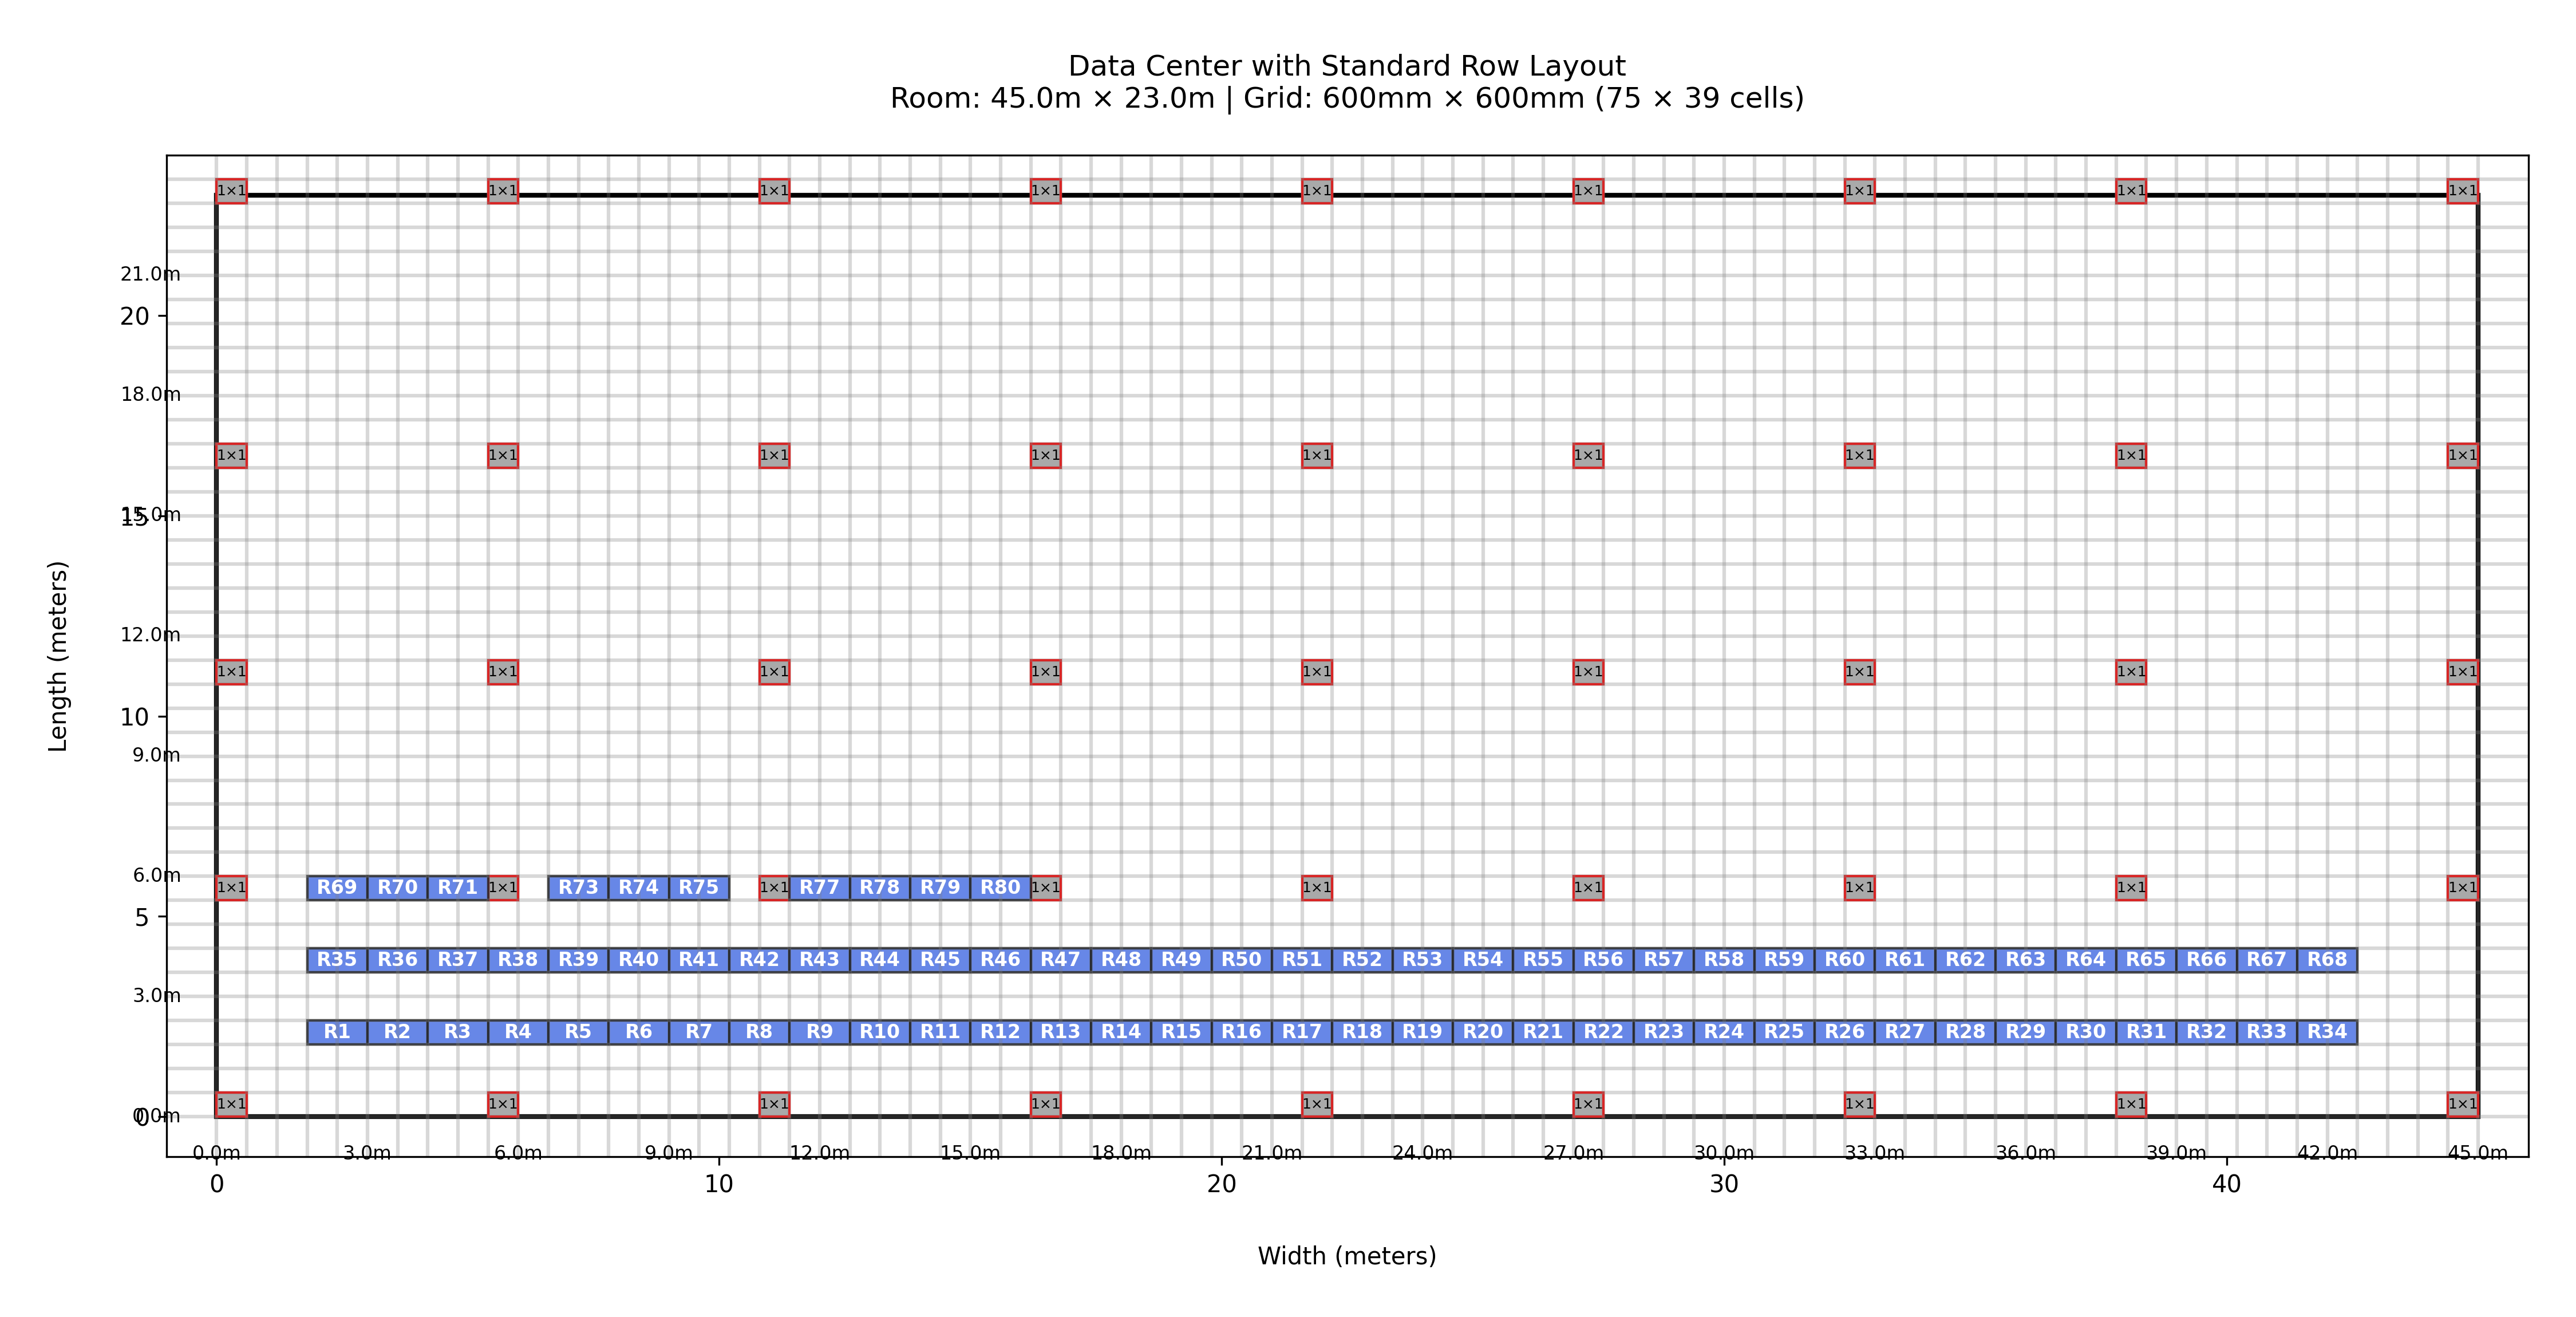 Data Center with Standard Row Layout
Room: 45.0m × 23.0m | Grid: 600mm × 600mm (75 × 39 cells)
1×1 1×1 1×1 1×1 1×1 1×1 1×1 1×1 1×1
21.0m
20
18.0m
1×1 1×1 1×1 1×1 1×1 1×1 1×1 1×1 1×1
15.0m
15
12.0m
1×1 1×1 1×1 1×1 1×1 1×1 1×1 1×1 1×1
10
9.0m
Length (meters)
6.0m
1×1 R69 R70 R71 1×1 R73 R74 R75 1×1 R77 R78 R79 R80 1×1 1×1 1×1 1×1 1×1 1×1
5
R35 R36 R37 R38 R39 R40 R41 R42 R43 R44 R45 R46 R47 R48 R49 R50 R51 R52 R53 R54 R55 R56 R57 R58 R59 R60 R61 R62 R63 R64 R65 R66 R67 R68
3.0m
R1 R2 R3 R4 R5 R6 R7 R8 R9 R10 R11 R12 R13 R14 R15 R16 R17 R18 R19 R20 R21 R22 R23 R24 R25 R26 R27 R28 R29 R30 R31 R32 R33 R34
1×1 1×1 1×1 1×1 1×1 1×1 1×1 1×1 1×1
0.0m
0
0.0m 3.0m 6.0m 9.0m 12.0m 15.0m 18.0m 21.0m 24.0m 27.0m 30.0m 33.0m 36.0m 39.0m 42.0m 45.0m
0 10 20 30 40
Width (meters)